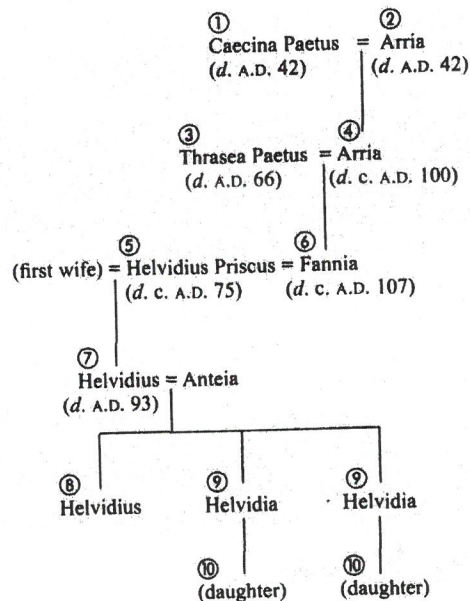 ① ②
Caecina Paetus = Arria
(d. A.D. 42) (d. A.D. 42)
③ ④
Thrasea Paetus = Arria
(d. A.D. 66) (d. c. A.D. 100)
⑤ ⑥
(first wife) = Helvidius Priscus = Fannia
(d. c. A.D. 75) (d. c. A.D. 107)
⑦
Helvidius = Anteia
(d. A.D. 93)
⑧ ⑨ ⑨
Helvidius Helvidia Helvidia
⑩ ⑩
(daughter) (daughter)